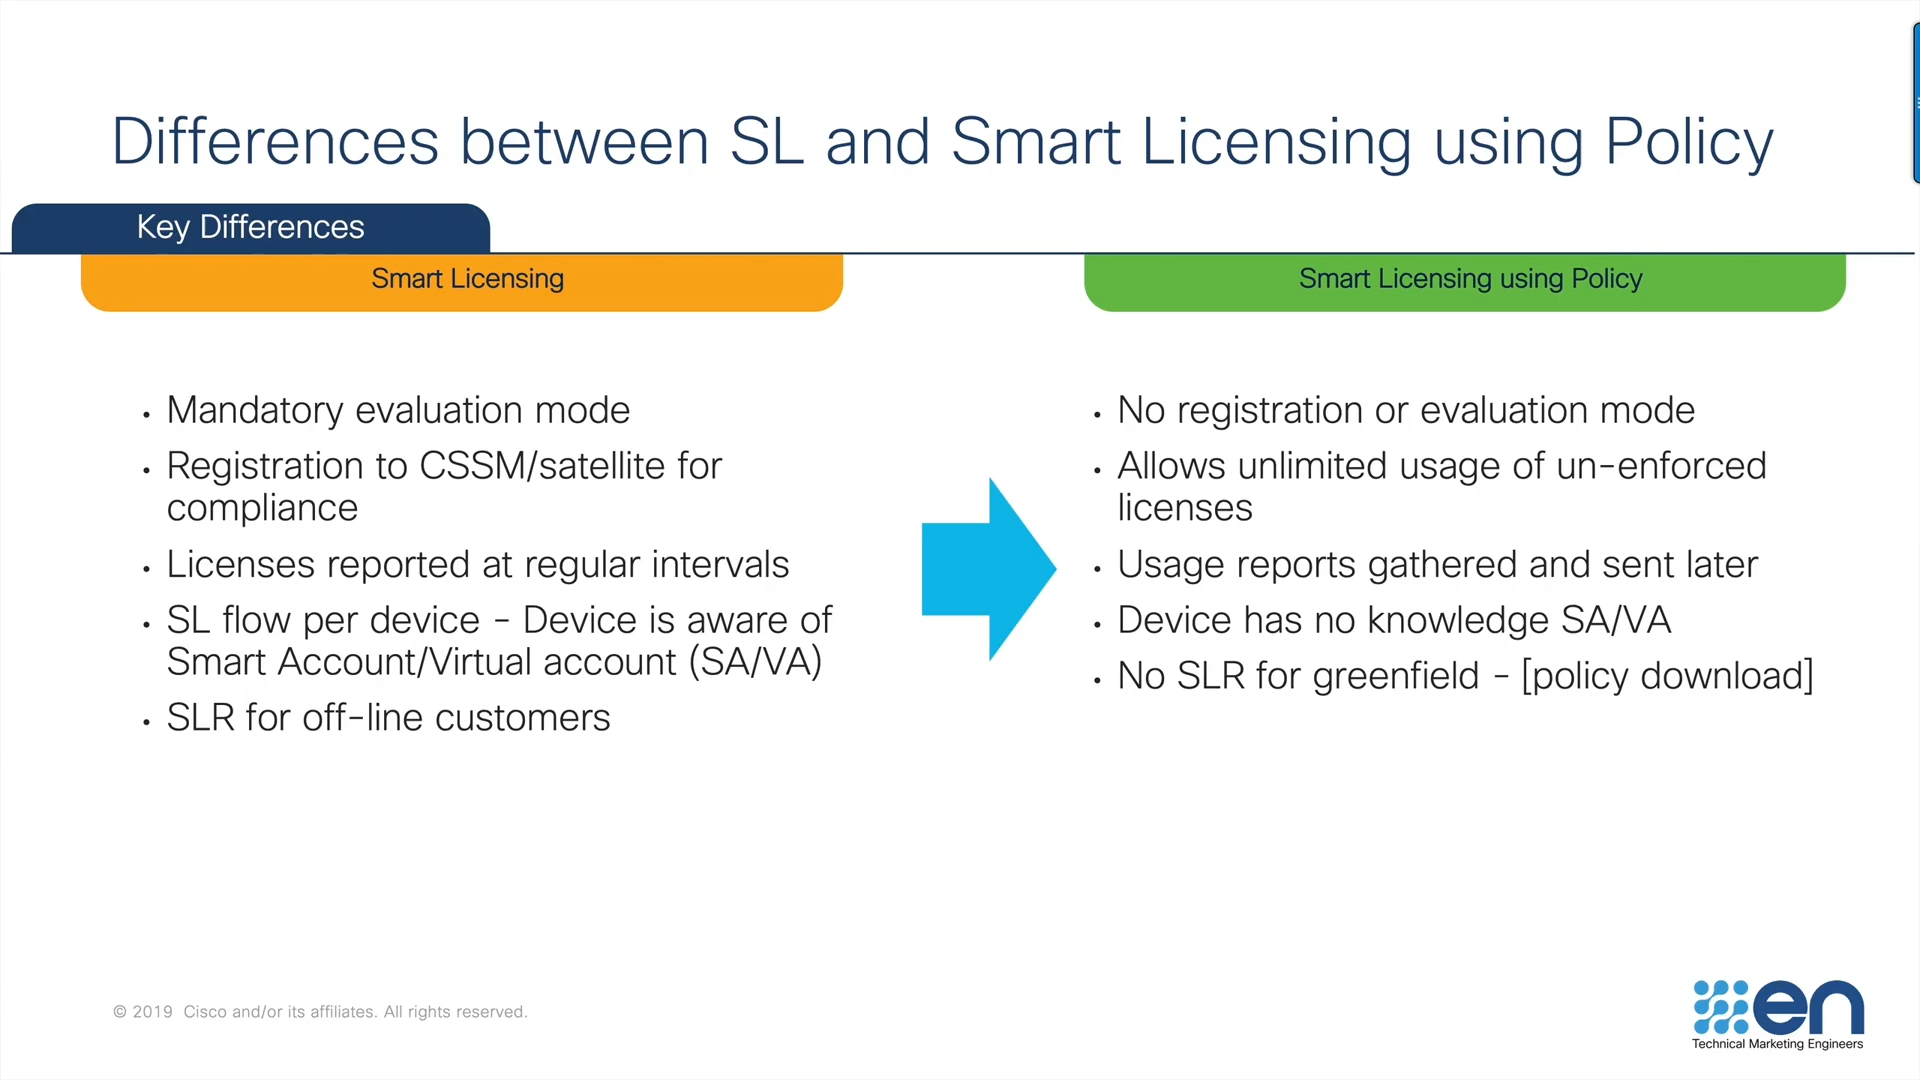 Differences between SL and Smart Licensing using Policy
Key Differences
Smart Licensing
• Mandatory evaluation mode
• Registration to CSSM/satellite for
compliance
• Licenses reported at regular intervals
• SL flow per device - Device is aware of
Smart Account/Virtual account (SA/VA)
• SLR for off-line customers
Smart Licensing using Policy
• No registration or evaluation mode
• Allows unlimited usage of un-enforced
licenses
• Usage reports gathered and sent later
• Device has no knowledge SA/VA
• No SLR for greenfield - [policy download]
© 2019 Cisco and/or its affiliates. All rights reserved.
en
Technical Marketing Engineers